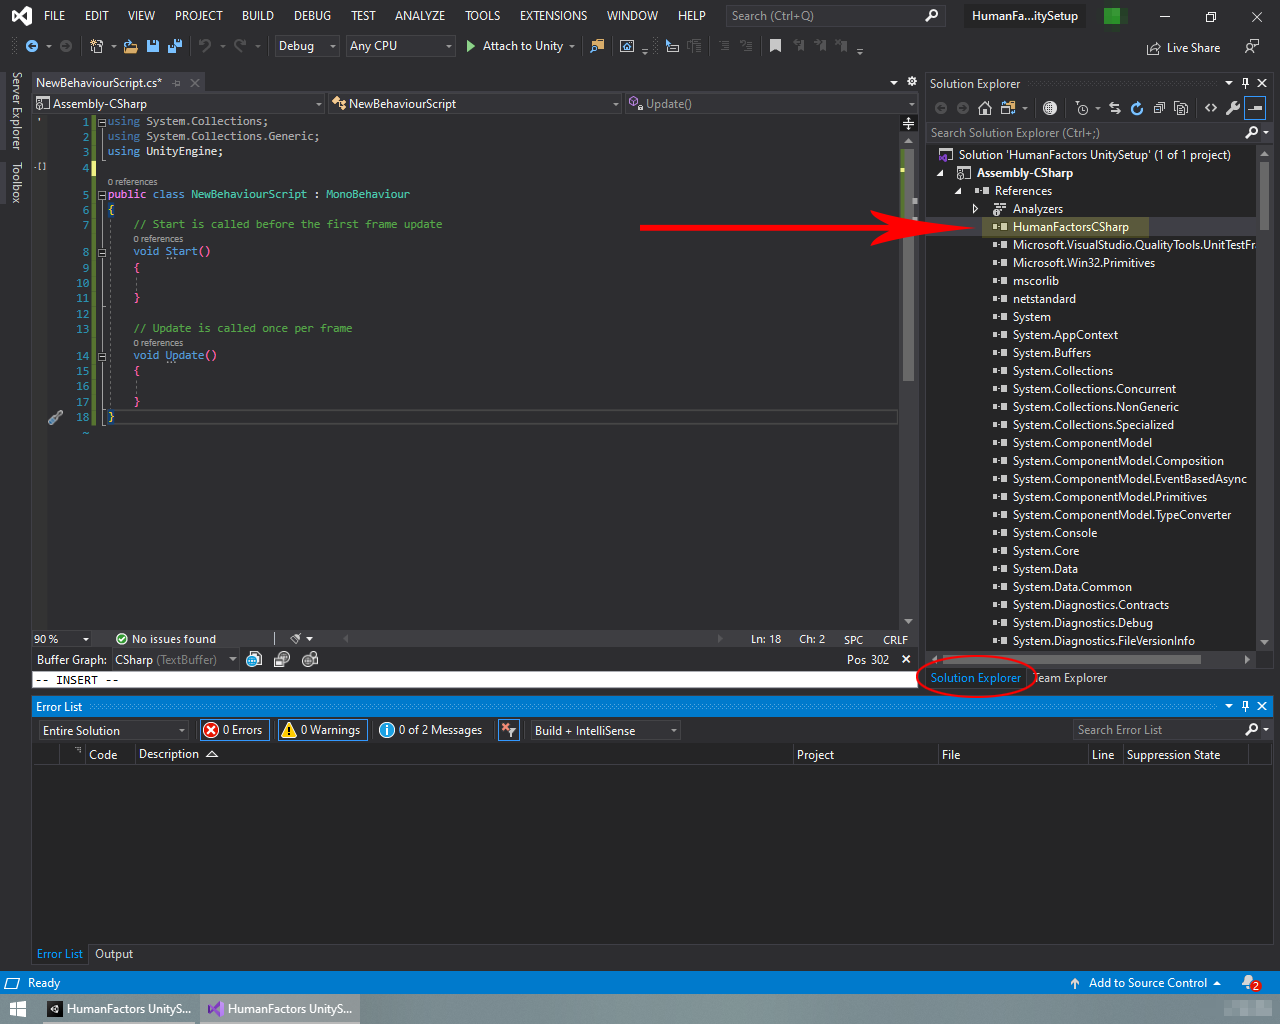 FILE EDIT VIEW PROJECT BUILD DEBUG TEST ANALYZE TOOLS EXTENSIONS WINDOW HELP Search (Ctrl+Q) HumanFa...itySetup
Debug Any CPU Attach to Unity Live Share
Server Explorer
Toolbox
NewBehaviourScript.cs*
Assembly-CSharp NewBehaviourScript Update()
1 using System.Collections;
2 using System.Collections.Generic;
3 using UnityEngine;
4
0 references
5 public class NewBehaviourScript : MonoBehaviour
6 {
7 // Start is called before the first frame update
0 references
8 void Start()
9 {
10
11 }
12
13 // Update is called once per frame
0 references
14 void Update()
15 {
16
17 }
18 }
~
90 % No issues found Ln: 18 Ch: 2 SPC CRLF
Buffer Graph: CSharp (TextBuffer) Pos 302
-- INSERT --
Solution Explorer
Search Solution Explorer (Ctrl+;)
Solution 'HumanFactors UnitySetup' (1 of 1 project)
Assembly-CSharp
References
Analyzers
HumanFactorsCSharp
Microsoft.VisualStudio.QualityTools.UnitTestFr
Microsoft.Win32.Primitives
mscorlib
netstandard
System
System.AppContext
System.Buffers
System.Collections
System.Collections.Concurrent
System.Collections.NonGeneric
System.Collections.Specialized
System.ComponentModel
System.ComponentModel.Composition
System.ComponentModel.EventBasedAsync
System.ComponentModel.Primitives
System.ComponentModel.TypeConverter
System.Console
System.Core
System.Data
System.Data.Common
System.Diagnostics.Contracts
System.Diagnostics.Debug
System.Diagnostics.FileVersionInfo
Solution Explorer Team Explorer
Error List
Entire Solution 0 Errors 0 Warnings 0 of 2 Messages Build + IntelliSense Search Error List
Code Description Project File Line Suppression State
Error List Output
Ready Add to Source Control 2
HumanFactors UnityS... HumanFactors UnityS...